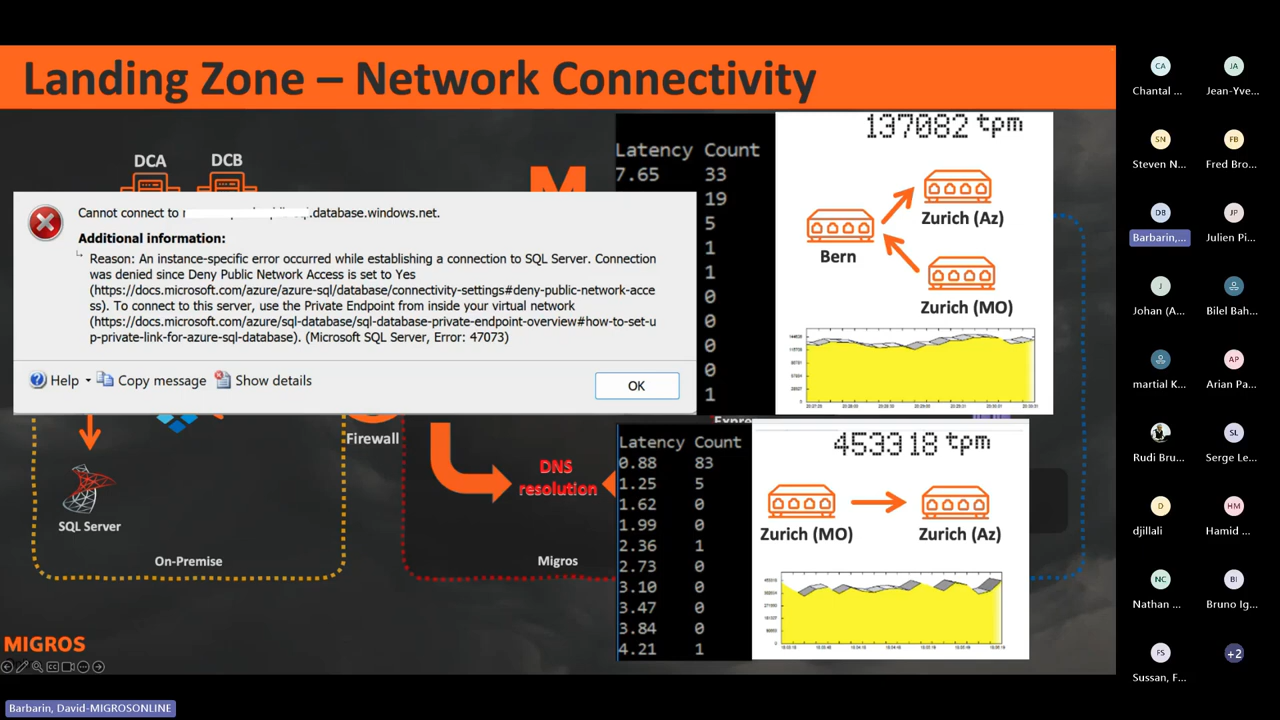 Landing Zone – Network Connectivity
DCA
DCB
Cannot connect to
.database.windows.net.
Additional information:
Reason: An instance-specific error occurred while establishing a connection to SQL Server. Connection
was denied since Deny Public Network Access is set to Yes
(https://docs.microsoft.com/azure/azure-sql/database/connectivity-settings#deny-public-network-acce
ss). To connect to this server, use the Private Endpoint from inside your virtual network
(https://docs.microsoft.com/azure/sql-database/sql-database-private-endpoint-overview#how-to-set-u
p-private-link-for-azure-sql-database). (Microsoft SQL Server, Error: 47073)
Help
Copy message
Show details
OK
Latency Count
7.65 33
19
5
1
1
0
0
0
0
1
137082 tpm
Bern
Zurich (Az)
Zurich (MO)
Firewall
SQL Server
On-Premise
DNS
resolution
Migros
Latency Count
0.88 83
1.25 5
1.62 0
1.99 0
2.36 1
2.73 0
3.10 0
3.47 0
3.84 0
4.21 1
453318 tpm
Zurich (MO)
Zurich (Az)
MIGROS
CA
Chantal ...
JA
Jean-Yve...
SN
Steven N...
FB
Fred Bro...
DB
Barbarin,...
JP
Julien Pi...
J
Johan (A...
Bilel Bah...
martial K...
AP
Arian Pa...
Rudi Bru...
SL
Serge Le...
D
djillali
HM
Hamid ...
NC
Nathan ...
BI
Bruno Ig...
FS
Sussan, F...
+2
Barbarin, David-MIGROSONLINE